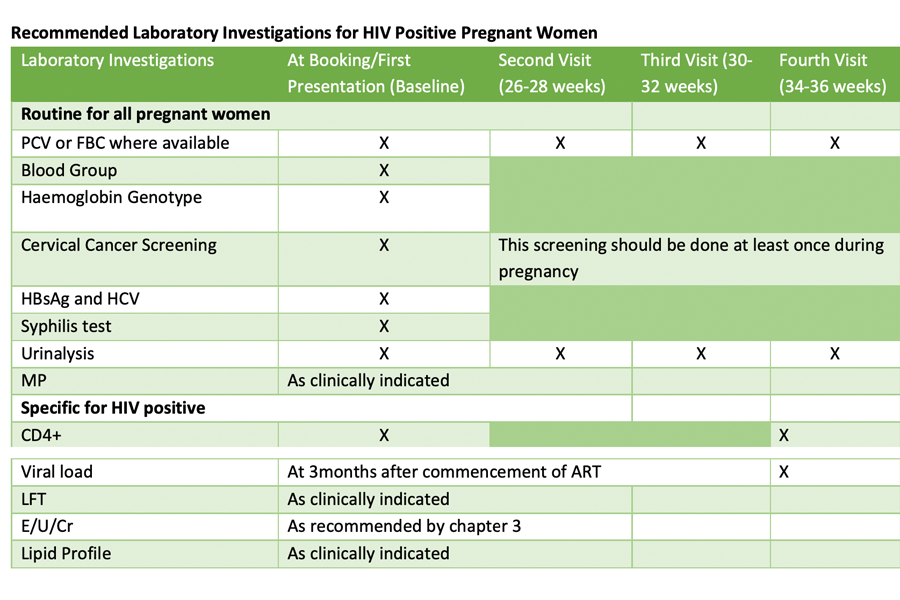 Recommended Laboratory Investigations for HIV Positive Pregnant Women
Laboratory Investigations At Booking/First Presentation (Baseline) Second Visit (26-28 weeks) Third Visit (30-32 weeks) Fourth Visit (34-36 weeks)
Routine for all pregnant women
PCV or FBC where available X X X X
Blood Group X
Haemoglobin Genotype X
Cervical Cancer Screening X This screening should be done at least once during pregnancy
HBsAg and HCV X
Syphilis test X
Urinalysis X X X X
MP As clinically indicated
Specific for HIV positive
CD4+ X X
Viral load At 3months after commencement of ART X
LFT As clinically indicated
E/U/Cr As recommended by chapter 3
Lipid Profile As clinically indicated